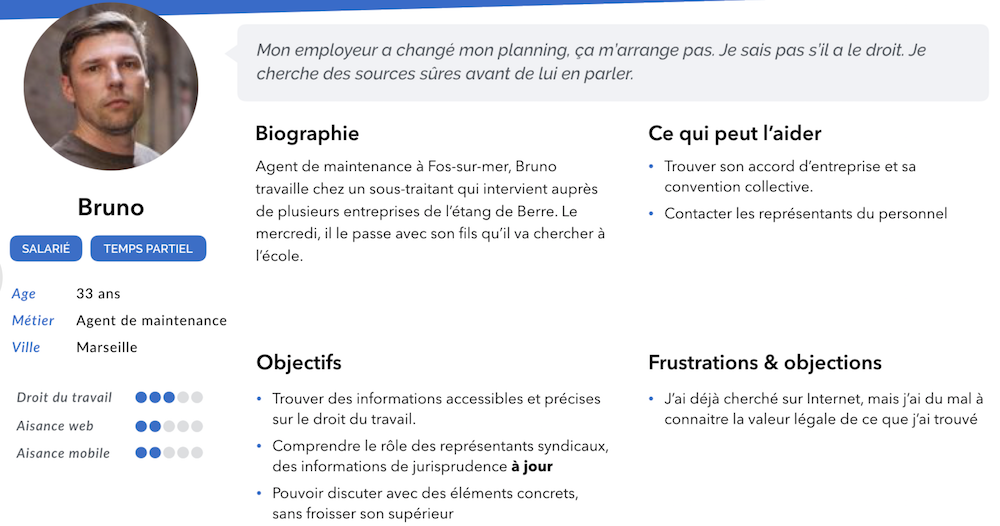 Mon employeur a changé mon planning, ça m’arrange pas. Je sais pas s’il a le droit. Je
cherche des sources sûres avant de lui en parler.
Bruno
SALARIÉ
TEMPS PARTIEL
Age 33 ans
Métier Agent de maintenance
Ville Marseille
Droit du travail
Aisance web
Aisance mobile
Biographie
Agent de maintenance à Fos-sur-mer, Bruno
travaille chez un sous-traitant qui intervient auprès
de plusieurs entreprises de l’étang de Berre. Le
mercredi, il le passe avec son fils qu’il va chercher à
l’école.
Ce qui peut l’aider
• Trouver son accord d’entreprise et sa
convention collective.
• Contacter les représentants du personnel
Objectifs
• Trouver des informations accessibles et précises
sur le droit du travail.
• Comprendre le rôle des représentants syndicaux,
des informations de jurisprudence à jour
• Pouvoir discuter avec des éléments concrets,
sans froisser son supérieur
Frustrations & objections
• J’ai déjà cherché sur Internet, mais j’ai du mal à
connaitre la valeur légale de ce que j’ai trouvé